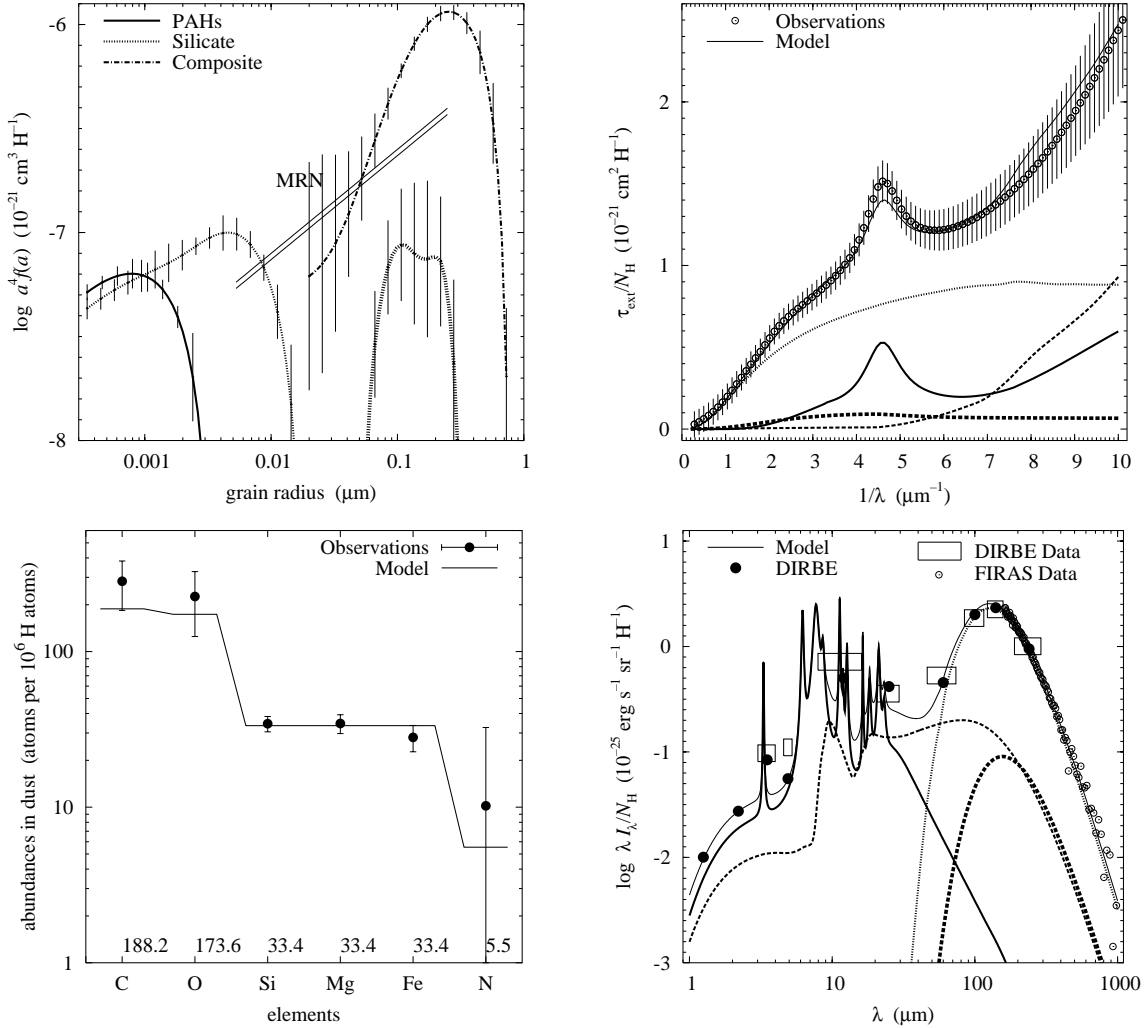 PAHs
Silicate
Composite
MRN
log a⁴f(a) (10⁻²¹ cm³ H⁻¹)
-6
-7
-8
0.001 0.01 0.1 1
grain radius (μm)
Observations
Model
τext/NH (10⁻²¹ cm² H⁻¹)
2
1
0
0 1 2 3 4 5 6 7 8 9 10
1/λ (μm⁻¹)
Observations
Model
abundances in dust (atoms per 10⁶ H atoms)
100
10
1
188.2 173.6 33.4 33.4 33.4 5.5
C O Si Mg Fe N
elements
Model
DIRBE
DIRBE Data
FIRAS Data
log λ Iλ/NH (10⁻²⁵ erg s⁻¹ sr⁻¹ H⁻¹)
1
0
-1
-2
-3
1 10 100 1000
λ (μm)